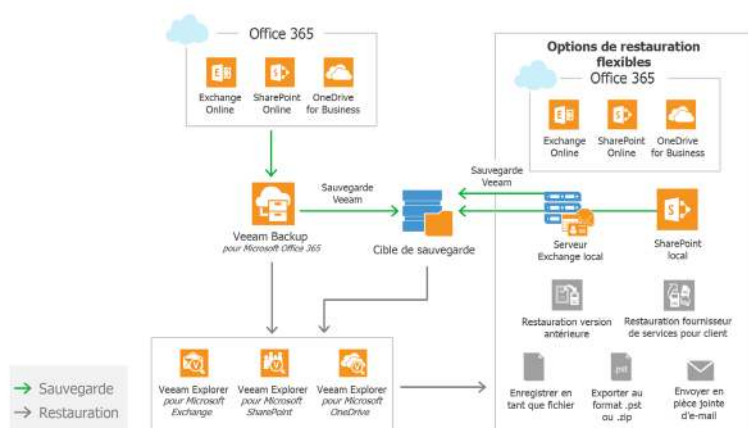 Office 365
Exchange
Online
SharePoint
Online
OneDrive
for Business
Options de restauration
flexibles
Office 365
Exchange
Online
SharePoint
Online
OneDrive
for Business
Sauvegarde
Veeam
Sauvegarde
Veeam
Veeam Backup
pour Microsoft Office 365
Cible de sauvegarde
Serveur
Exchange local
SharePoint
local
Restauration version
antérieure
Restauration fournisseur
de services pour client
Veeam Explorer
pour Microsoft
Exchange
Veeam Explorer
pour Microsoft
SharePoint
Veeam Explorer
pour Microsoft
OneDrive
.pst
Enregistrer en
tant que fichier
Exporter au
format .pst
ou .zip
Envoyer en
pièce jointe
d'e-mail
Sauvegarde
Restauration